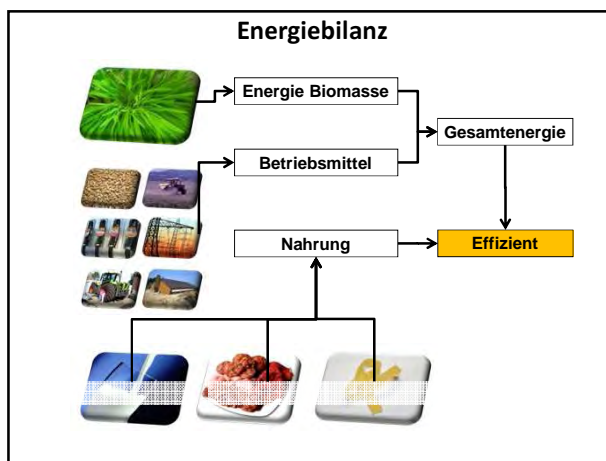 Energiebilanz
Energie Biomasse
Gesamtenergie
Betriebsmittel
Nahrung
Effizient